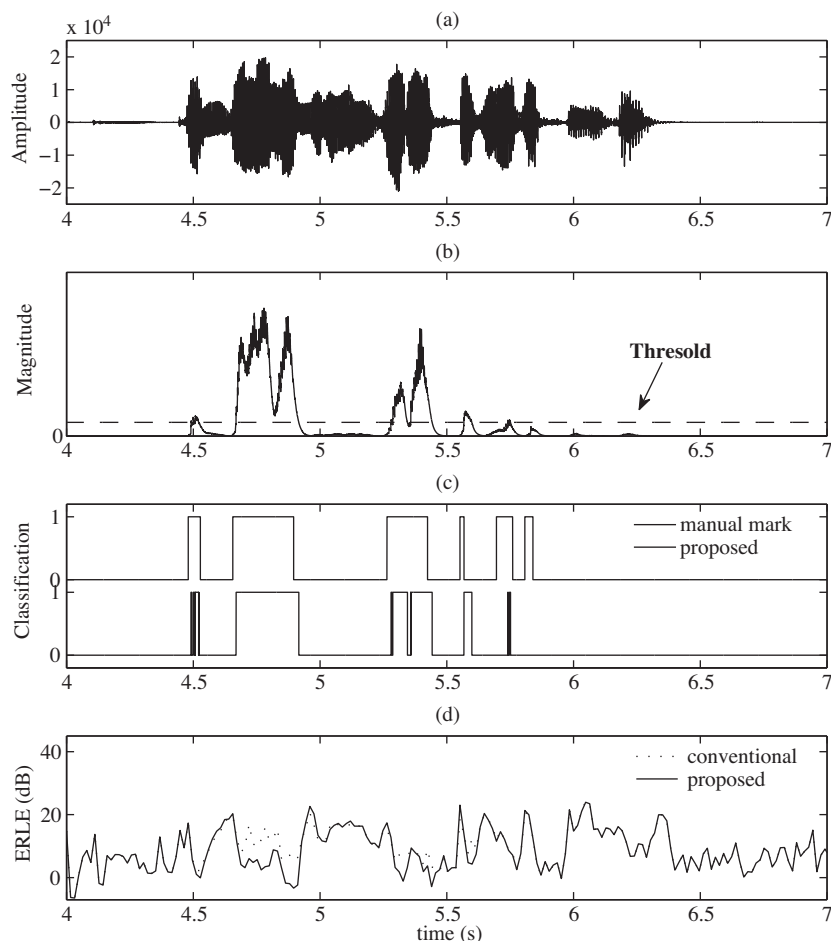 (a)
x 10⁴
2
1
0
−1
−2
Amplitude
4 4.5 5 5.5 6 6.5 7
(b)
Magnitude
Thresold
0
4 4.5 5 5.5 6 6.5 7
(c)
1
0
1
0
Classification
manual mark
proposed
4 4.5 5 5.5 6 6.5 7
(d)
40
20
0
ERLE (dB)
conventional
proposed
4 4.5 5 5.5 6 6.5 7
time (s)